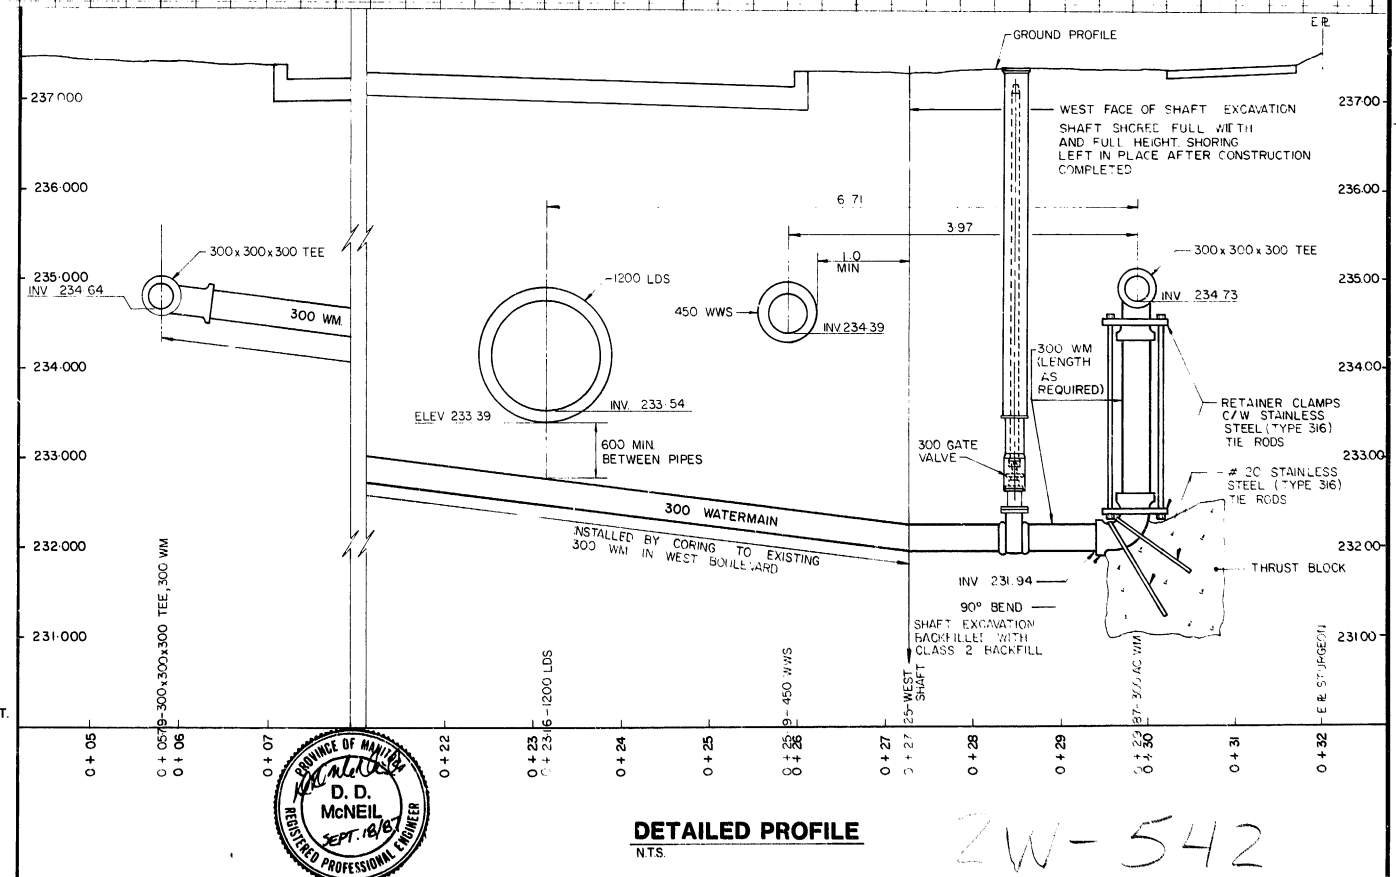 E ⅊
GROUND PROFILE
237.000
237.00
WEST FACE OF SHAFT EXCAVATION
SHAFT SHORED FULL WIDTH
AND FULL HEIGHT. SHORING
LEFT IN PLACE AFTER CONSTRUCTION
COMPLETED
236.000
236.00
6.71
3.97
300x300x300 TEE
300x300x300 TEE
1.0
MIN
235.000
235.00
INV 234.64
1200 LDS
INV 234.73
300 WM.
450 WWS
INV. 234.39
234.000
234.00
300 WM
(LENGTH
AS
REQUIRED)
INV. 233.54
ELEV 233.39
RETAINER CLAMPS
C/W STAINLESS
STEEL (TYPE 316)
TIE RODS
600 MIN.
BETWEEN PIPES
300 GATE
VALVE
233.000
233.00
# 20 STAINLESS
STEEL (TYPE 316)
TIE RODS
300 WATERMAIN
INSTALLED BY CORING TO EXISTING
300 WM IN WEST BOULEVARD
232.000
232.00
THRUST BLOCK
INV 231.94
90° BEND
SHAFT EXCAVATION
BACKFILLED WITH
CLASS 2 BACKFILL
231.000
231.00
T.
0+05
300x300x300 TEE, 300 WM
0+06
0+07
0+22
0+23
1200 LDS
0+24
0+25
450 WWS
0+26
0+27
WEST
SHAFT
0+28
0+29
300 AC WM
0+30
0+31
0+32
E ⅊ STURGEON
PROVINCE OF MANITOBA
D. D.
McNEIL
SEPT. 18/87
REGISTERED PROFESSIONAL ENGINEER
DETAILED PROFILE
N.T.S.
2W-542